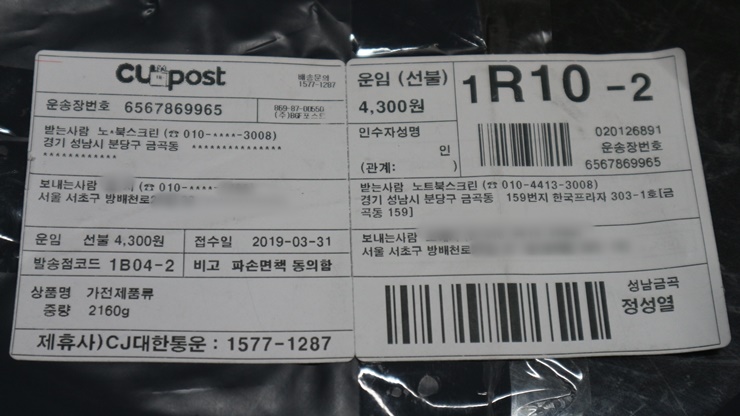 CUpost
배송문의
1577-1287
운송장번호 6567869965
069-87-00550
(주)BGF포스트
받는사람 노*북스크린 (☎ 010-****-3008)
경기 성남시 분당구 금곡동 ****************
************
보내는사람 (☎ 010-****-
서울 서초구 방배천로
운임 선불 4,300원 접수일 2019-03-31
발송점코드 1B04-2 비고 파손면책 동의함
상품명 가전제품류
중량 2160g
제휴사)CJ대한통운 : 1577-1287
운임 (선불)
4,300원
1R10 -2
인수자성명
인
(관계: )
020126891
운송장번호
6567869965
받는사람 노트북스크린 (☎ 010-4413-3008)
경기 성남시 분당구 금곡동 159번지 한국프라자 303-1호[금
곡동 159]
보내는사람
서울 서초구 방배천로
성남금곡
정성열